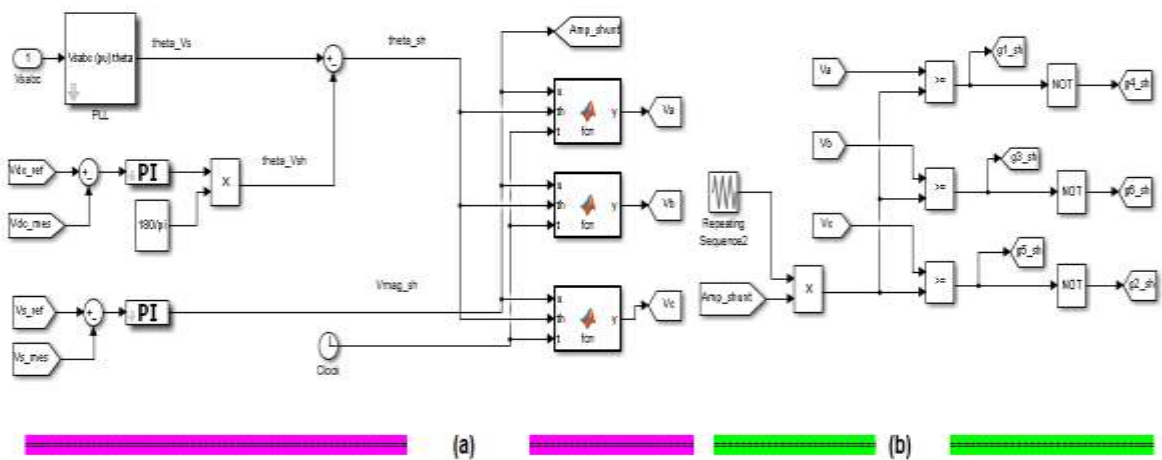 1
Vsabc
Vsabc (pu) theta
PLL
theta_Vs
+
-
theta_sh
Amp_shunt
Vdc_ref
Vdc_mes
+
-
PI
180/pi
X
theta_Vsh
Vs_ref
Vs_mes
+
-
PI
Vmag_sh
Clock
th
t
y
fcn
Va
th
t
y
fcn
Vb
th
t
y
fcn
Vc
Va
>=
g1_sh
NOT
g4_sh
Vb
>=
g3_sh
NOT
g6_sh
Repeating
Sequence2
Vc
>=
g5_sh
NOT
g2_sh
Amp_shunt
X
(a)
(b)